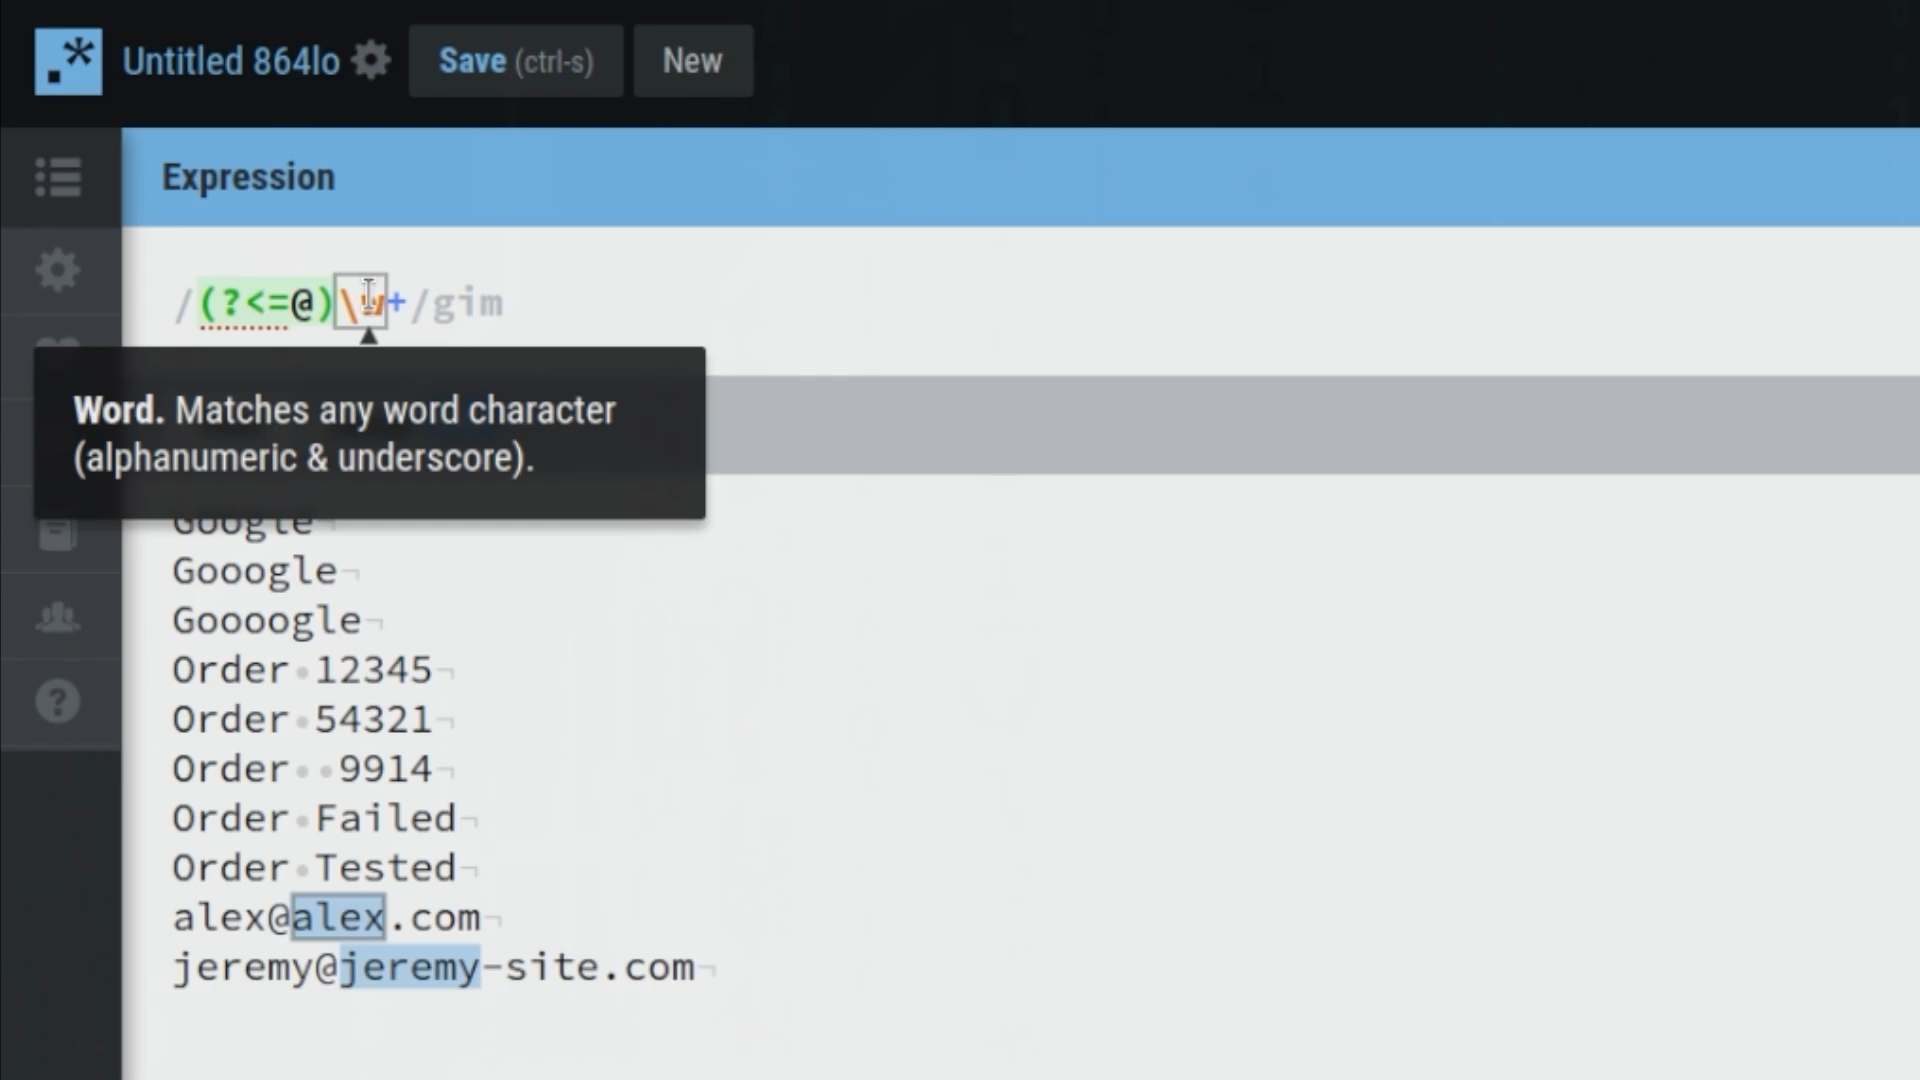 .*
Untitled 864lo
Save (ctrl-s)
New
Expression
/(?<=@)\w+/gim
Word. Matches any word character
(alphanumeric & underscore).
Google
Gooogle
Goooogle
Order 12345
Order 54321
Order  9914
Order Failed
Order Tested
alex@alex.com
jeremy@jeremy-site.com